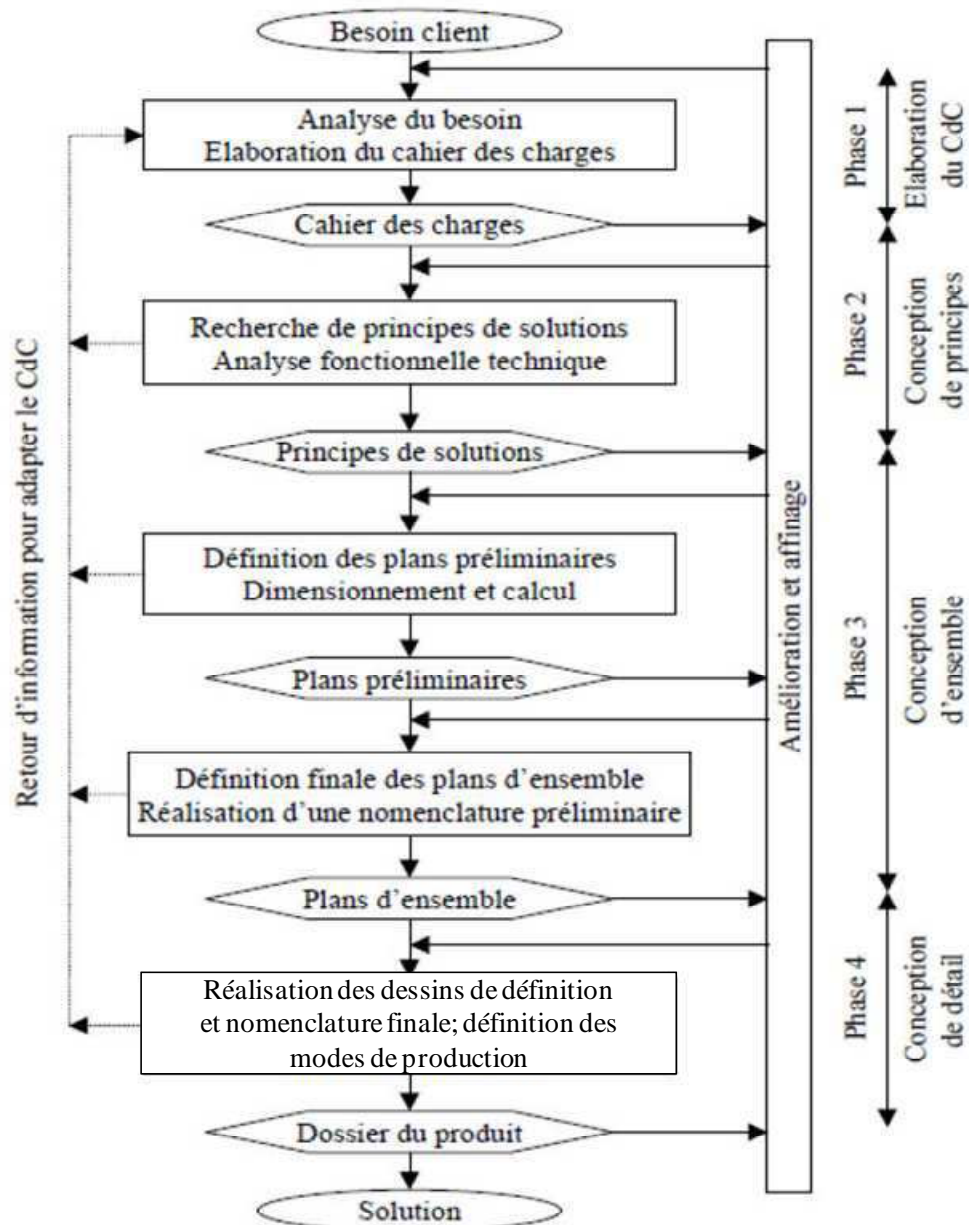 Besoin client
Analyse du besoin
Elaboration du cahier des charges
Cahier des charges
Recherche de principes de solutions
Analyse fonctionnelle technique
Principes de solutions
Définition des plans préliminaires
Dimensionnement et calcul
Plans préliminaires
Définition finale des plans d'ensemble
Réalisation d'une nomenclature préliminaire
Plans d'ensemble
Réalisation des dessins de définition
et nomenclature finale; définition des
modes de production
Dossier du produit
Solution
Retour d'information pour adapter le CdC
Amélioration et affinage
Phase 1
Elaboration
du CdC
Phase 2
Conception
de principes
Phase 3
Conception
d'ensemble
Phase 4
Conception
de détail